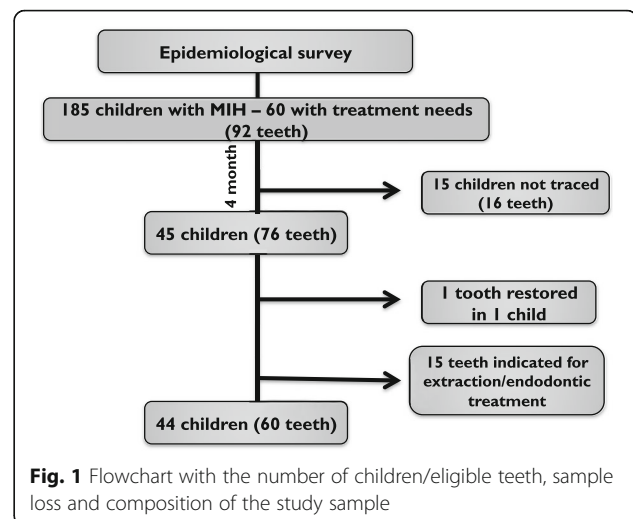 Epidemiological survey
185 children with MIH – 60 with treatment needs
(92 teeth)
4 month
15 children not traced
(16 teeth)
45 children (76 teeth)
1 tooth restored
in 1 child
15 teeth indicated for
extraction/endodontic
treatment
44 children (60 teeth)
Fig. 1 Flowchart with the number of children/eligible teeth, sample
loss and composition of the study sample